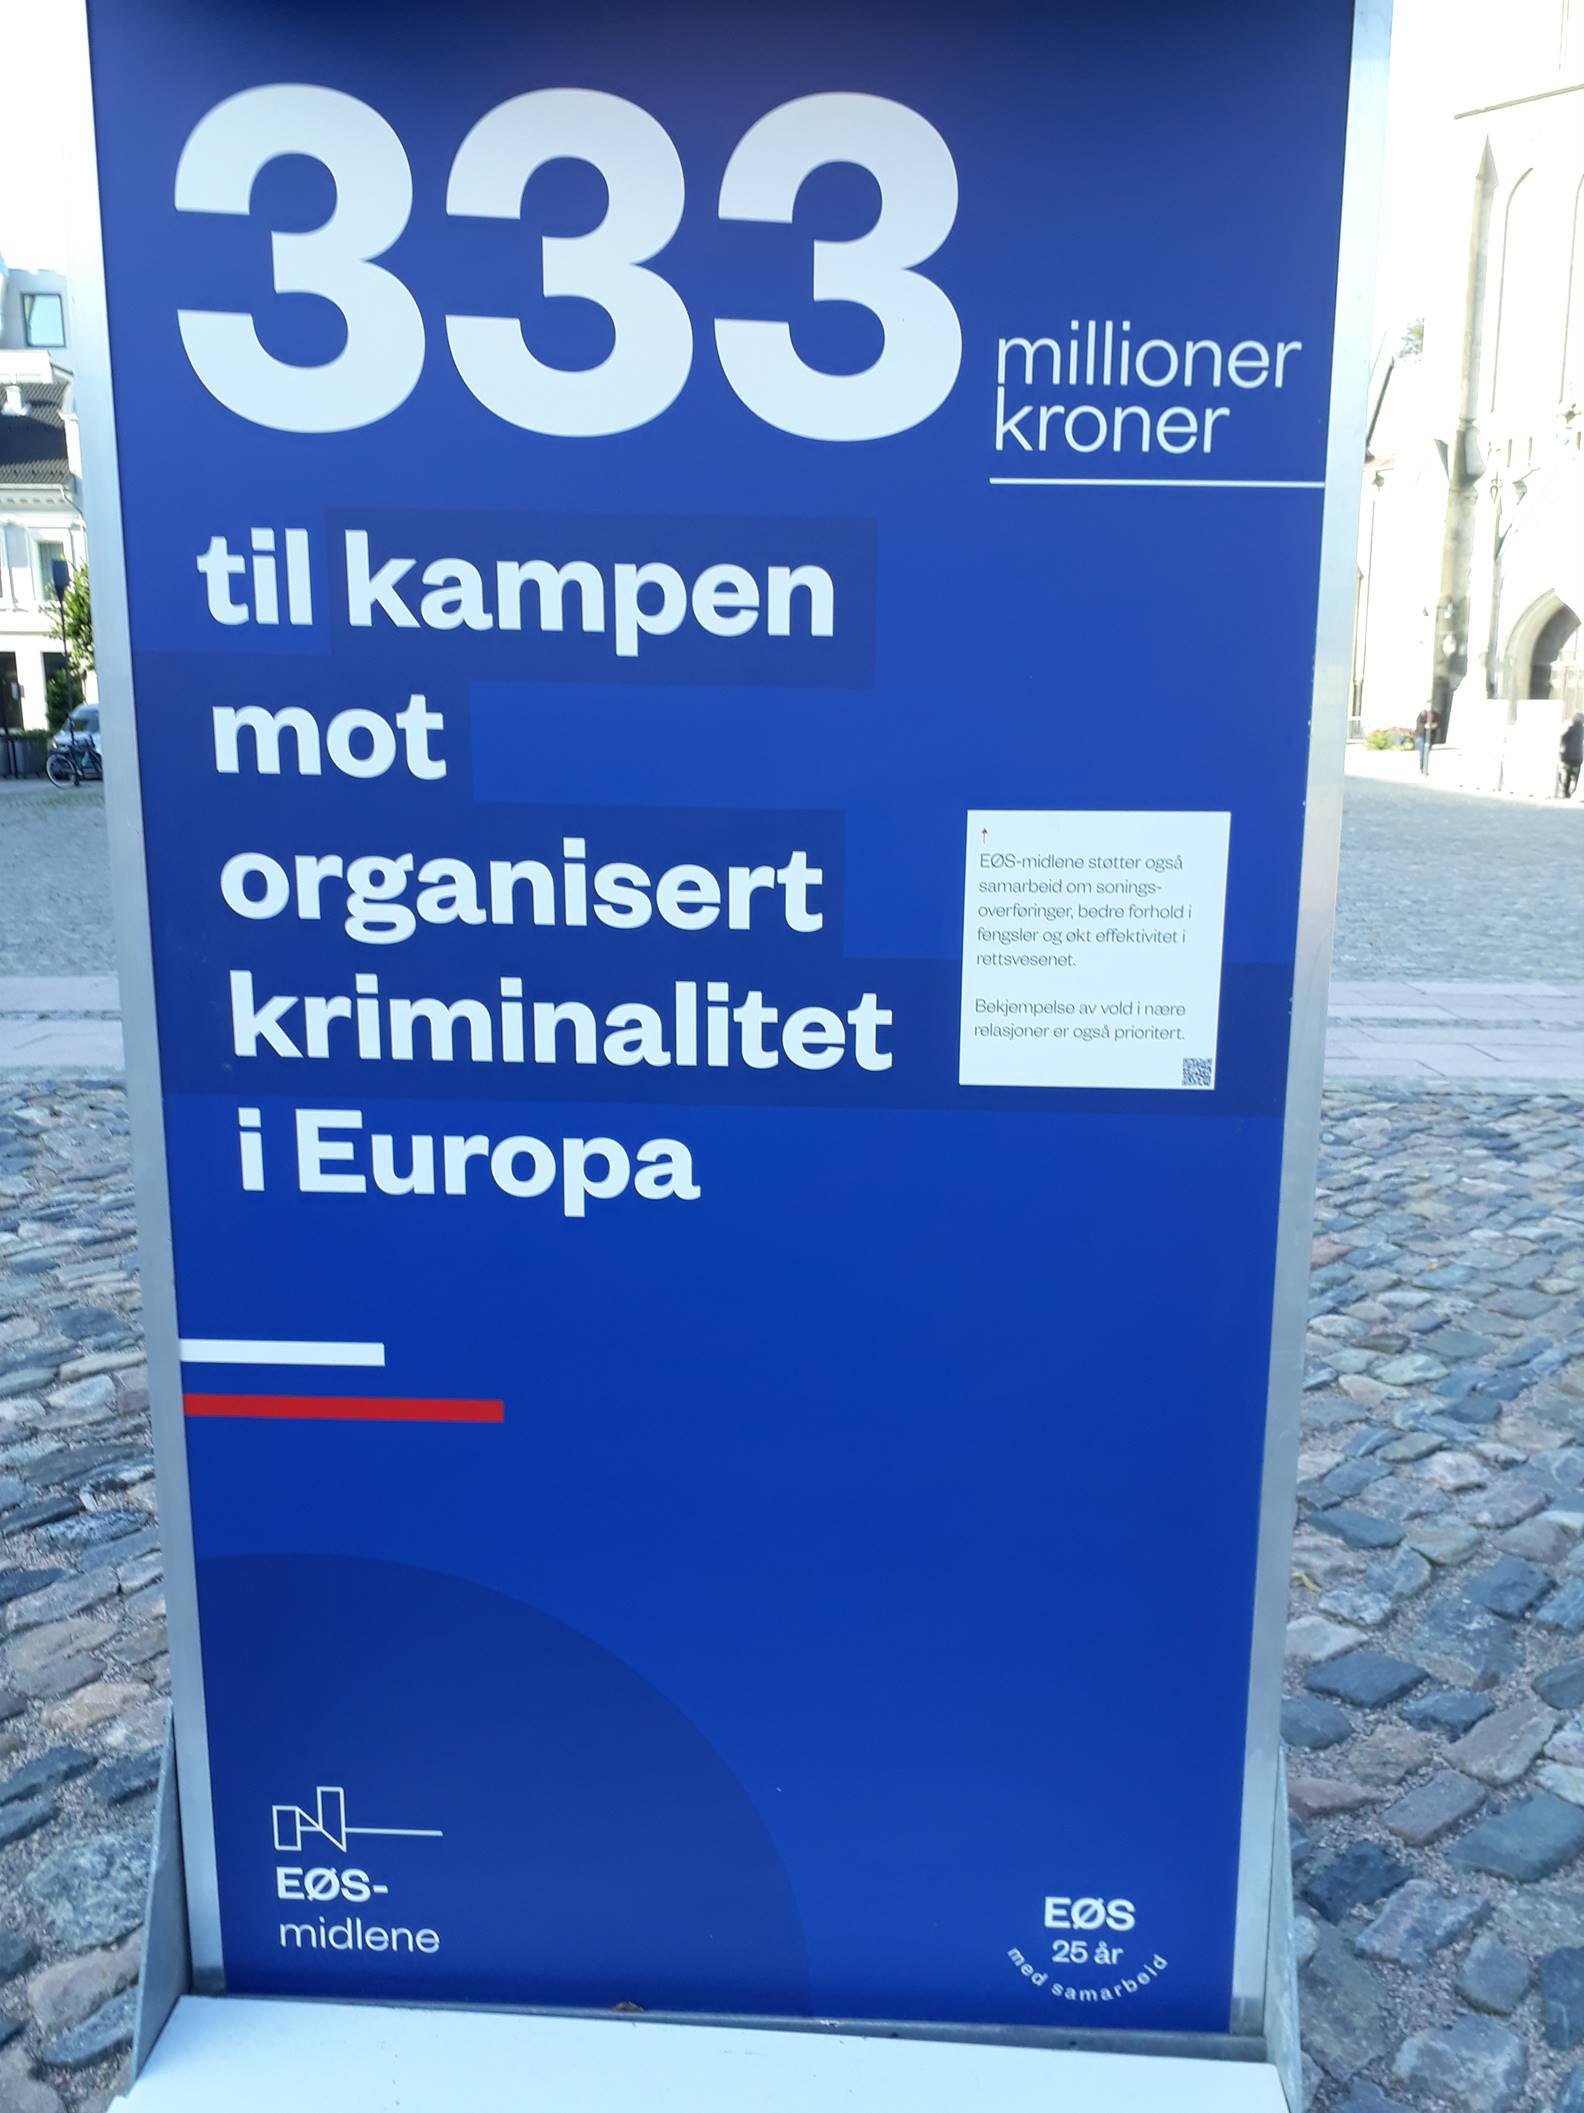 333
millioner
kroner
til kampen
mot
organisert
kriminalitet
i Europa
EØS-midlene støtter også
samarbeid om sonings-
overføringer, bedre forhold i
fengsler og økt effektivitet i
rettsvesenet.
Bekjempelse av vold i nære
relasjoner er også prioritert.
EØS-
midlene
EØS
25 år
med samarbeid